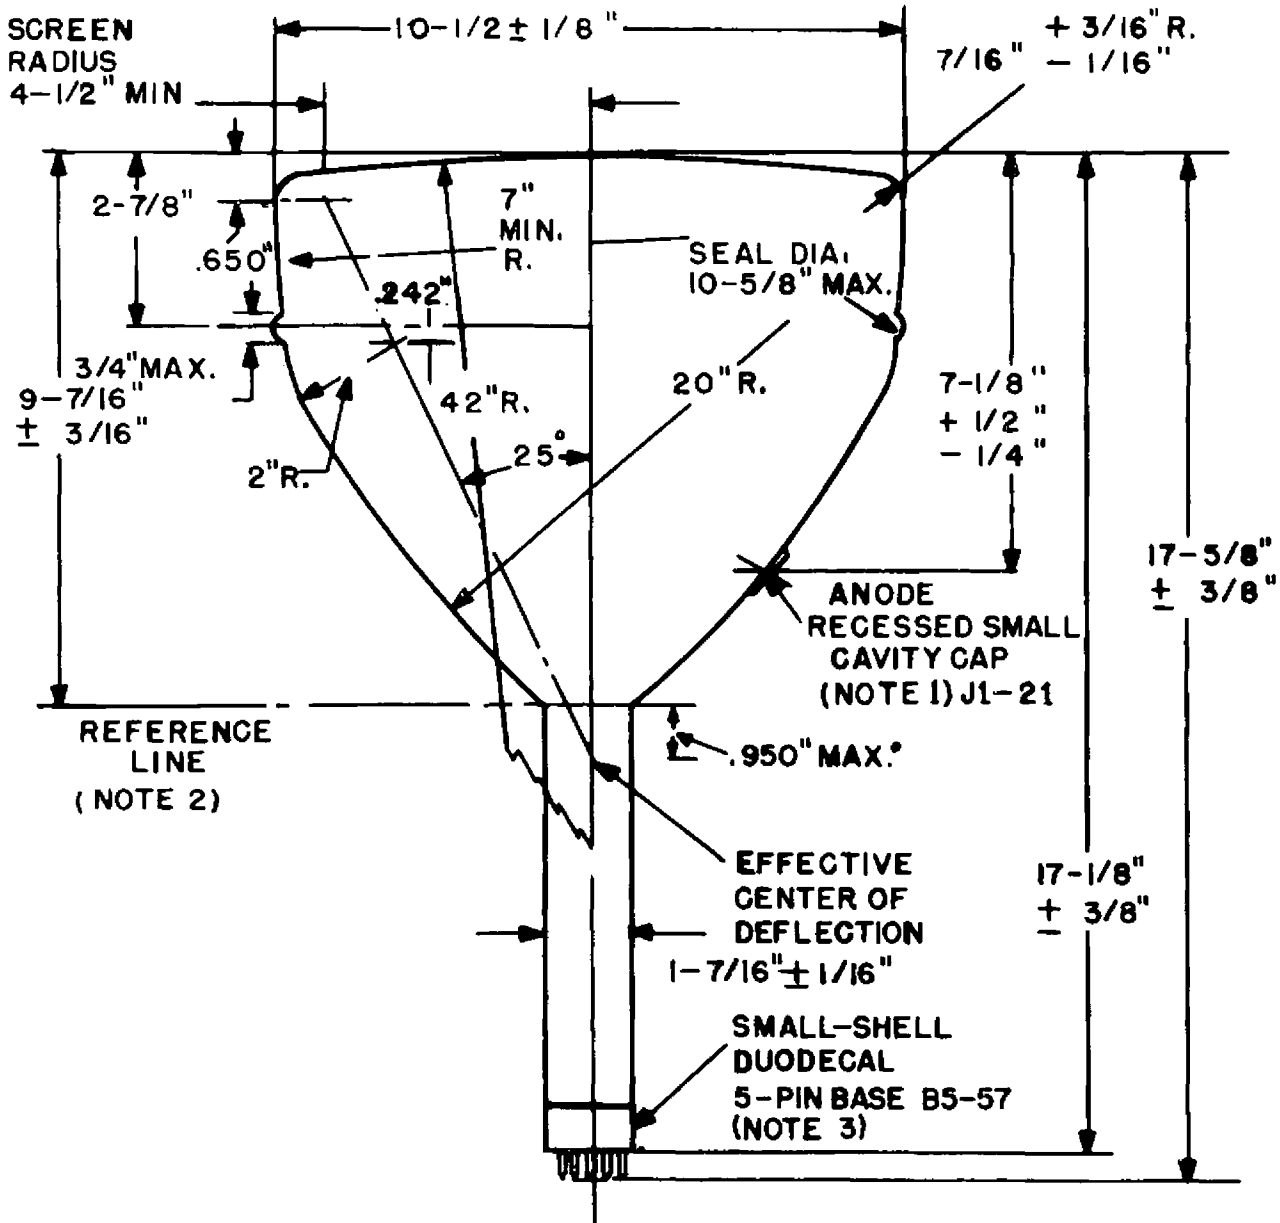 SCREEN
RADIUS
4-1/2" MIN
10-1/2 ± 1/8"
+ 3/16" R.
7/16" - 1/16"
2-7/8"
7"
MIN.
R.
.650"
SEAL DIA.
10-5/8" MAX.
.242"
3/4" MAX.
9-7/16"
± 3/16"
42"R.
20"R.
7-1/8"
+ 1/2"
- 1/4"
2"R.
25°
17-5/8"
± 3/8"
ANODE
RECESSED SMALL
CAVITY CAP
(NOTE 1) J1-21
REFERENCE
LINE
(NOTE 2)
.950" MAX.
EFFECTIVE
CENTER OF
DEFLECTION
17-1/8"
± 3/8"
1-7/16" ± 1/16"
SMALL-SHELL
DUODECAL
5-PIN BASE B5-57
(NOTE 3)